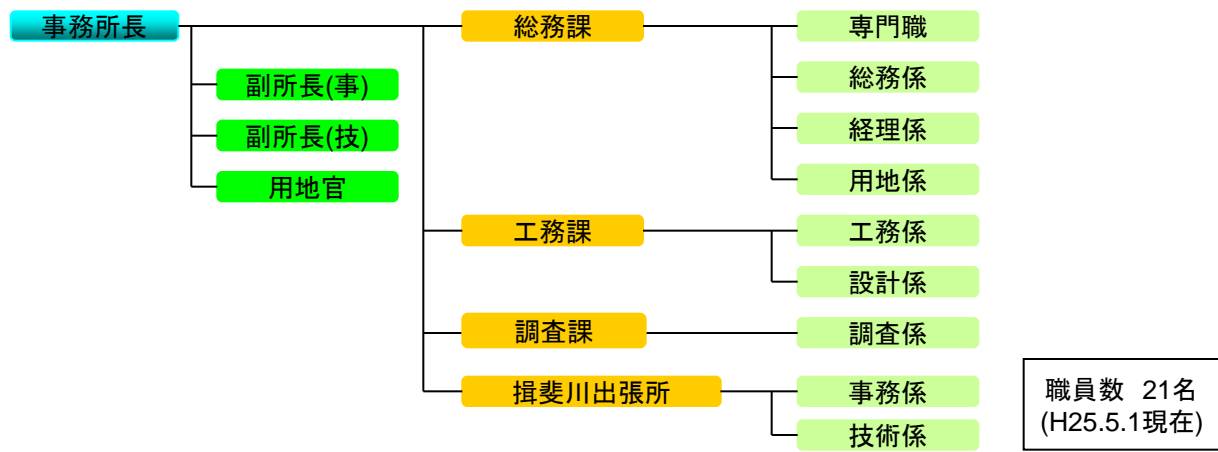 事務所長
総務課
専門職
副所長(事)
総務係
副所長(技)
経理係
用地官
用地係
工務課
工務係
設計係
調査課
調査係
揖斐川出張所
事務係
技術係
職員数 21名
(H25.5.1現在)